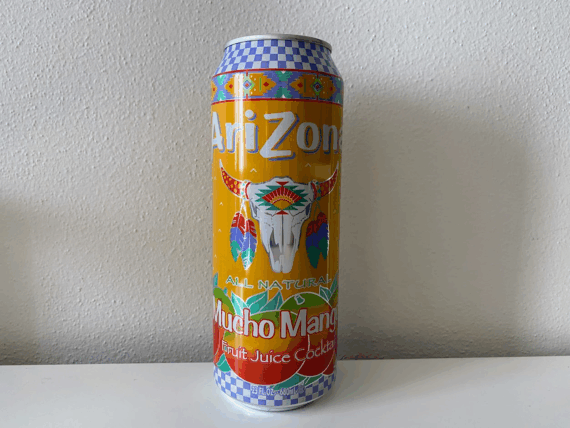 AriZona
ALL NATURAL
Mucho Mango
Fruit Juice Cocktail